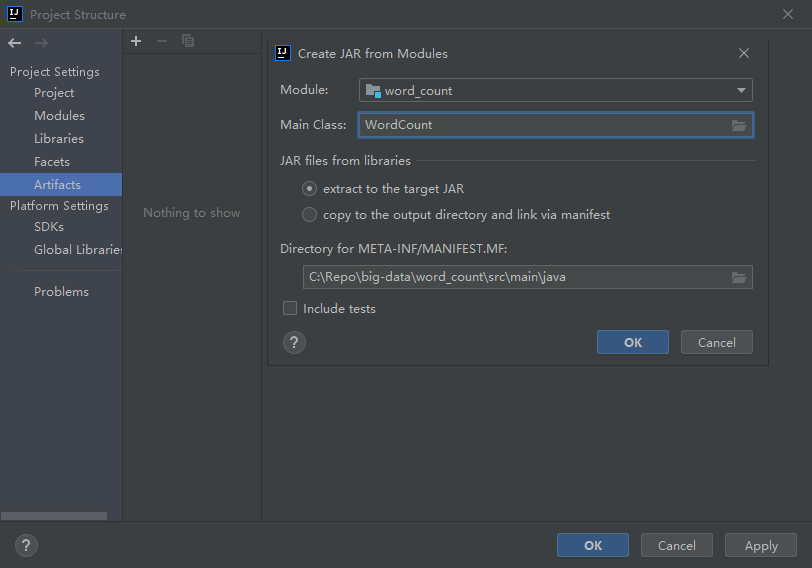 Project Structure
Project Settings
Project
Modules
Libraries
Facets
Artifacts
Platform Settings
SDKs
Global Libraries
Problems
Nothing to show
Create JAR from Modules
Module:
word_count
Main Class:
WordCount
JAR files from libraries
extract to the target JAR
copy to the output directory and link via manifest
Directory for META-INF/MANIFEST.MF:
C:\Repo\big-data\word_count\src\main\java
Include tests
?
OK
Cancel
?
OK
Cancel
Apply